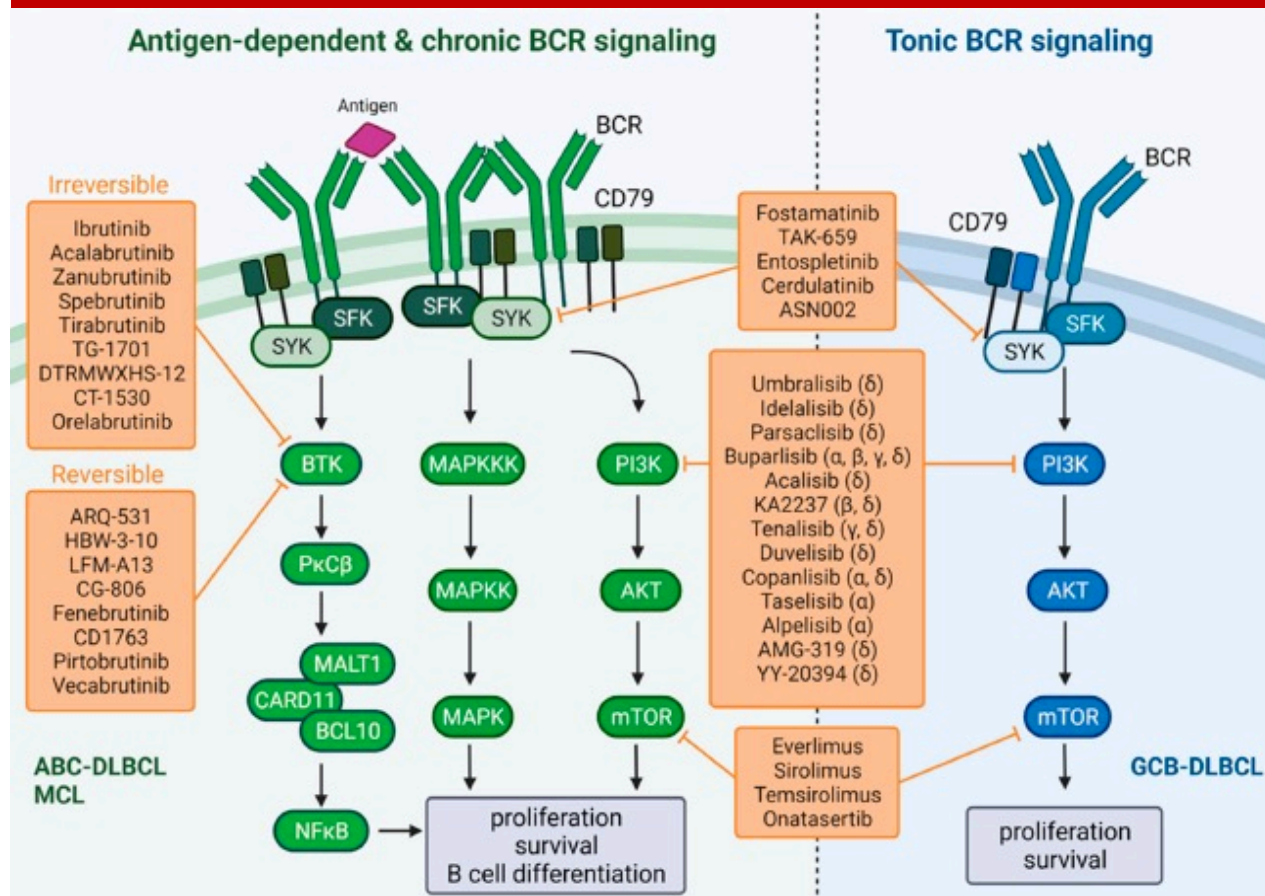 Antigen-dependent & chronic BCR signaling
Tonic BCR signaling
Antigen
BCR
CD79
Irreversible
Ibrutinib
Acalabrutinib
Zanubrutinib
Spebrutinib
Tirabrutinib
TG-1701
DTRMWXHS-12
CT-1530
Orelabrutinib
Reversible
ARQ-531
HBW-3-10
LFM-A13
CG-806
Fenebrutinib
CD1763
Pirtobrutinib
Vecabrutinib
ABC-DLBCL
MCL
SFK
SYK
SFK
SYK
BTK
PκCβ
MALT1
CARD11
BCL10
NFκB
MAPKKK
MAPKK
MAPK
PI3K
AKT
mTOR
proliferation
survival
B cell differentiation
Fostamatinib
TAK-659
Entospletinib
Cerdulatinib
ASN002
Umbralisib (δ)
Idelalisib (δ)
Parsaclisib (δ)
Buparlisib (α, β, γ, δ)
Acalisib (δ)
KA2237 (β, δ)
Tenalisib (γ, δ)
Duvelisib (δ)
Copanlisib (α, δ)
Taselisib (α)
Alpelisib (α)
AMG-319 (δ)
YY-20394 (δ)
Everlimus
Sirolimus
Temsirolimus
Onatasertib
BCR
CD79
SFK
SYK
PI3K
AKT
mTOR
GCB-DLBCL
proliferation
survival